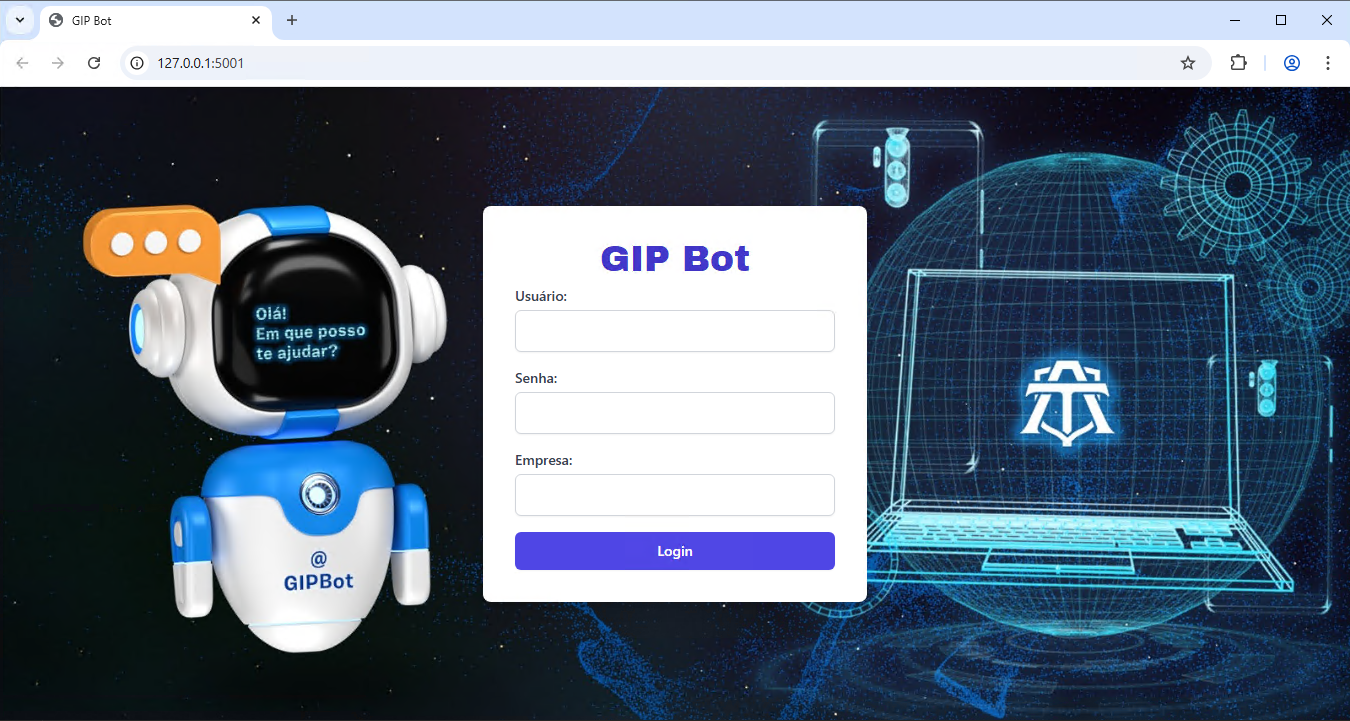 GIP Bot
127.0.0.1:5001
Olá!
Em que posso
te ajudar?
@
GIPBot
GIP Bot
Usuário:
Senha:
Empresa:
Login